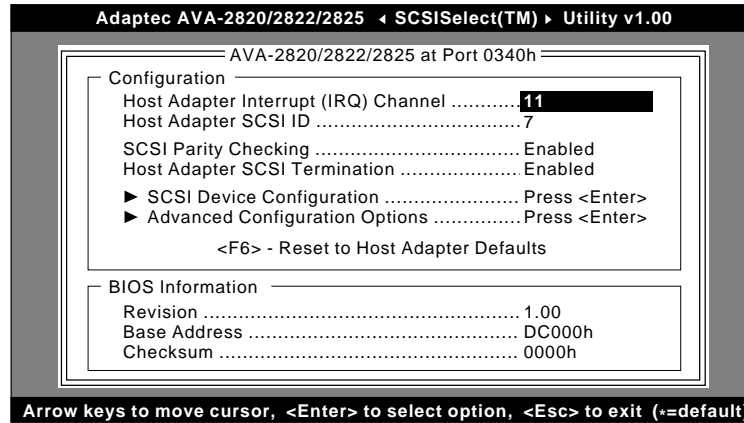 Adaptec AVA-2820/2822/2825 ◂ SCSISelect(TM) ▸ Utility v1.00
AVA-2820/2822/2825 at Port 0340h
Configuration
Host Adapter Interrupt (IRQ) Channel ............ 11
Host Adapter SCSI ID ................................... 7
SCSI Parity Checking ................................... Enabled
Host Adapter SCSI Termination .................... Enabled
► SCSI Device Configuration ....................... Press <Enter>
► Advanced Configuration Options ............... Press <Enter>
<F6> - Reset to Host Adapter Defaults
BIOS Information
Revision ...................................................... 1.00
Base Address .............................................. DC000h
Checksum ................................................... 0000h
Arrow keys to move cursor, <Enter> to select option, <Esc> to exit (*=default)